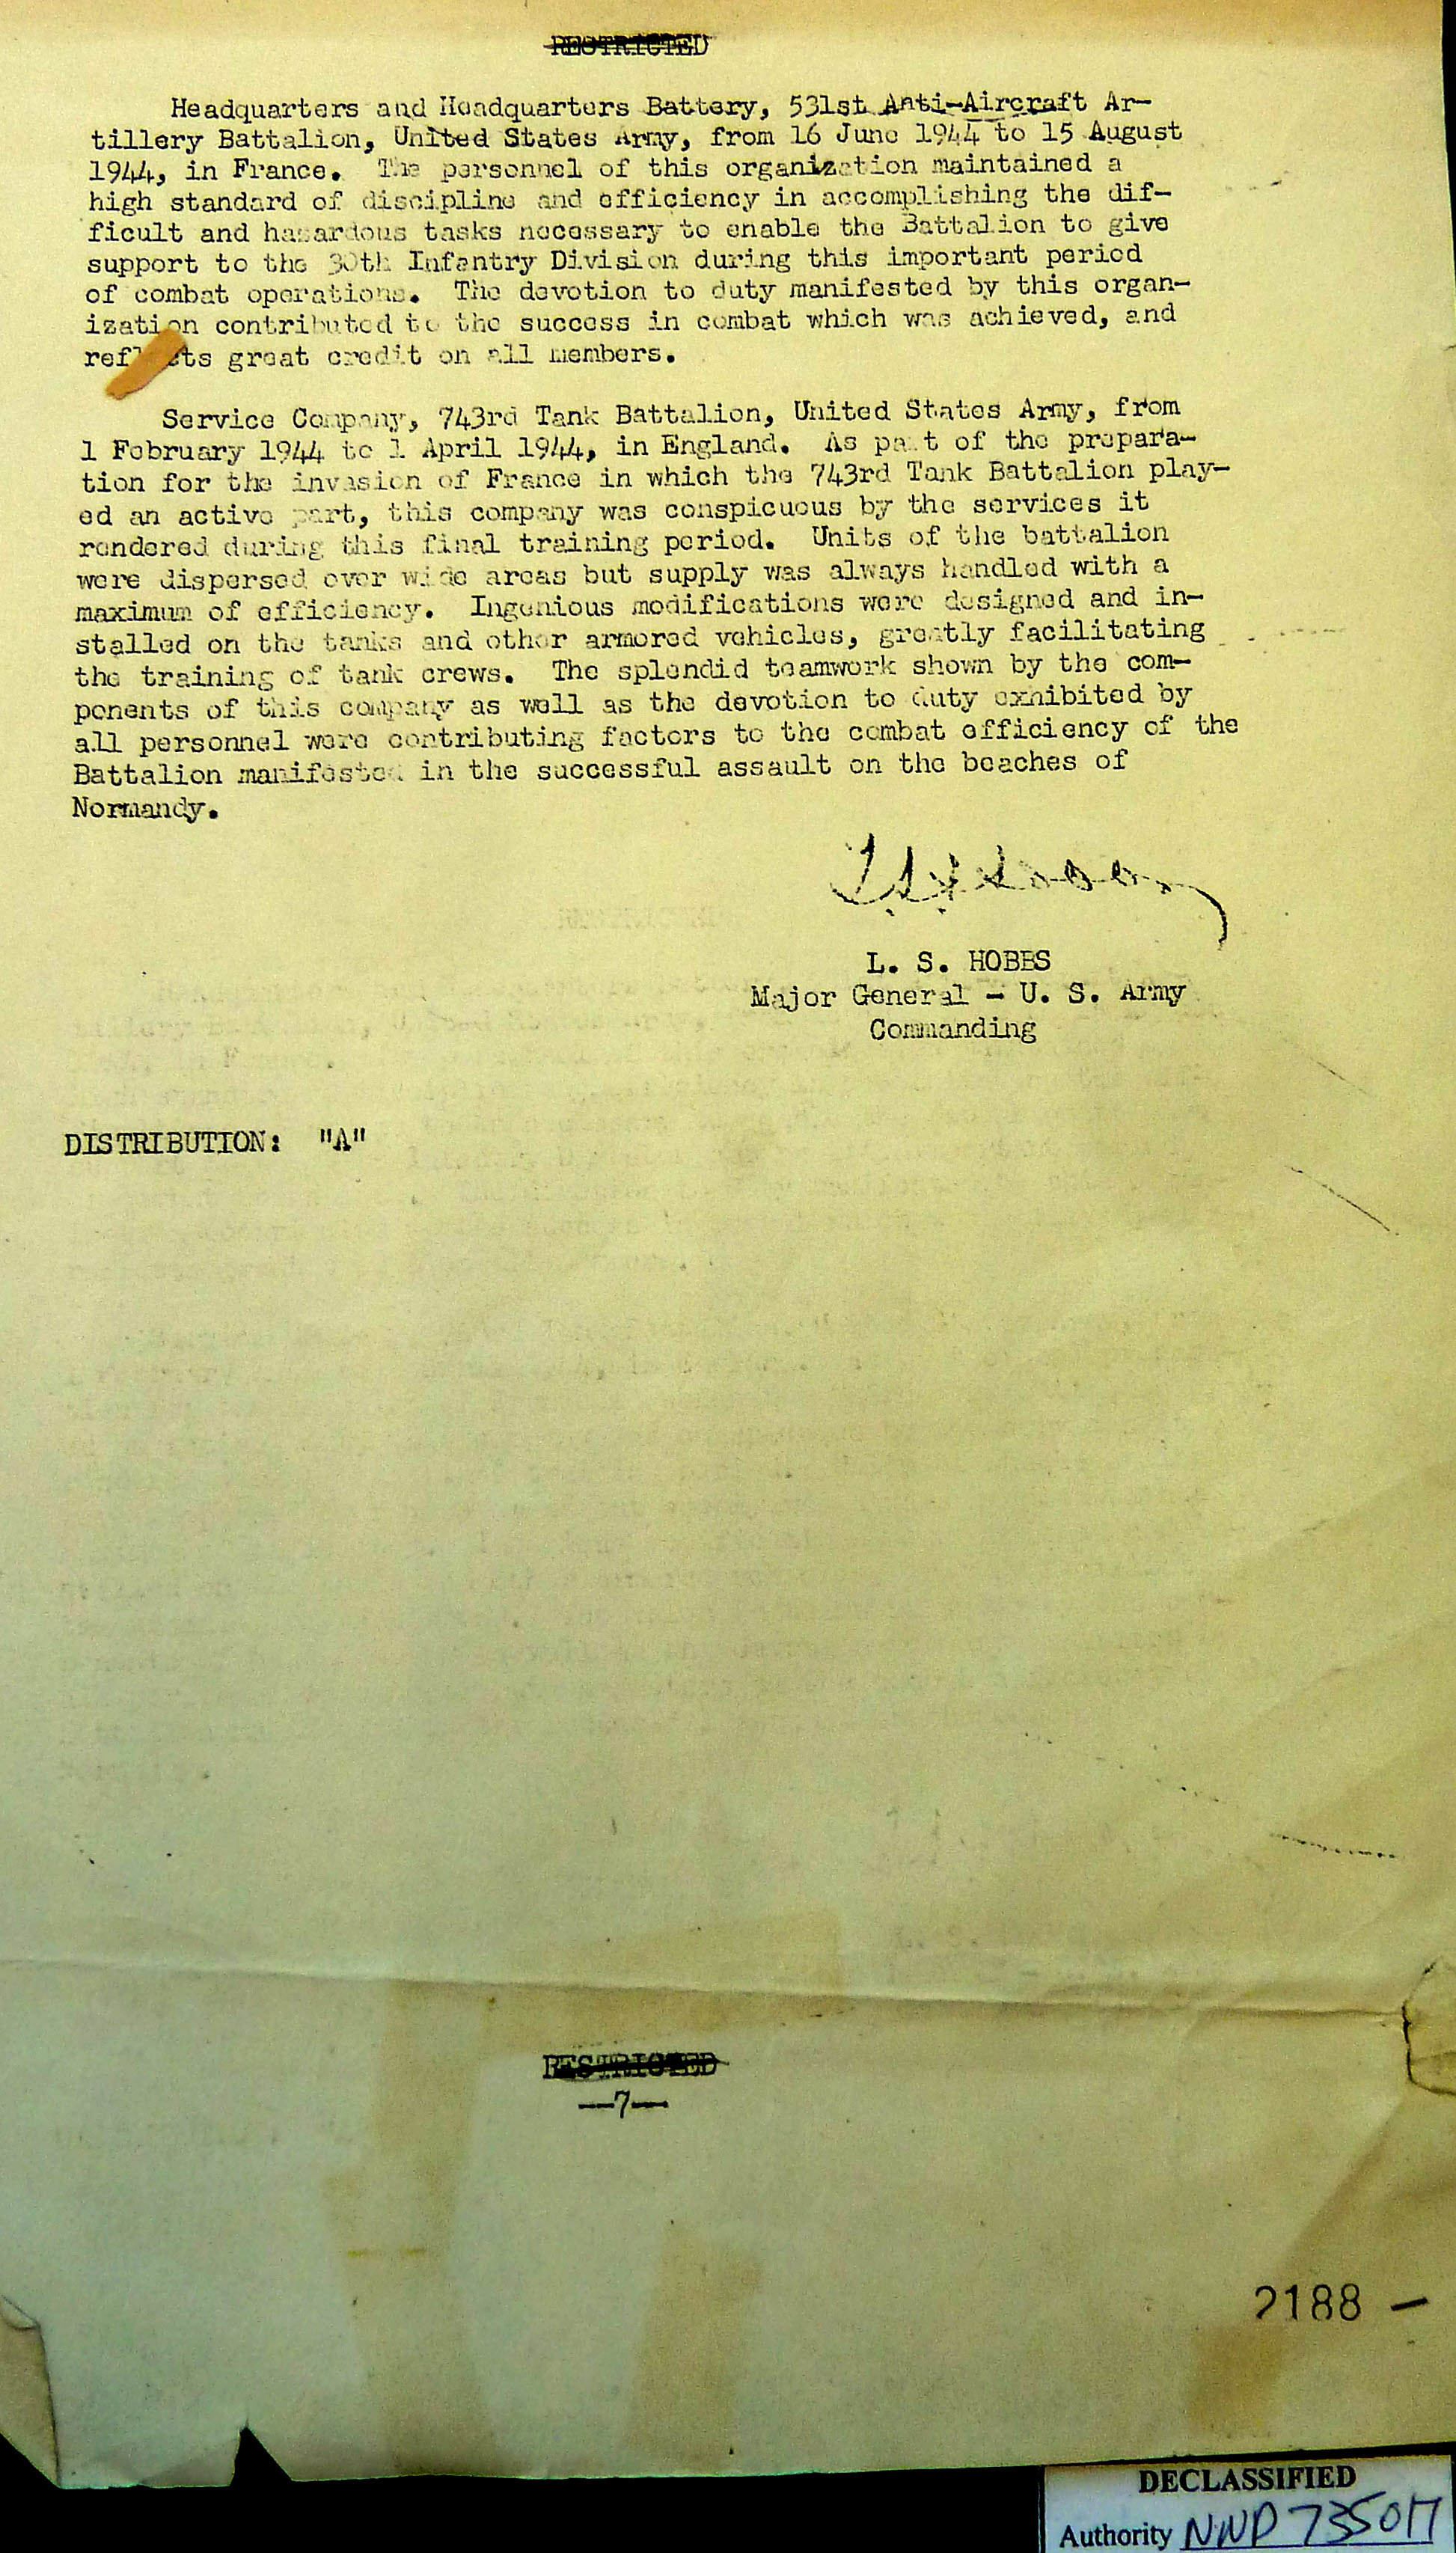 RESTRICTED
Headquarters and Headquarters Battery, 531st Anti-Aircraft Ar-
tillery Battalion, United States Army, from 16 June 1944 to 15 August
1944, in France. The personnel of this organization maintained a
high standard of discipline and efficiency in accomplishing the dif-
ficult and hazardous tasks necessary to enable the Battalion to give
support to the 30th Infantry Division during this important period
of combat operations. The devotion to duty manifested by this organ-
ization contributed to the success in combat which was achieved, and
reflects great credit on all members.
Service Company, 743rd Tank Battalion, United States Army, from
1 February 1944 to 1 April 1944, in England. As part of the prepara-
tion for the invasion of France in which the 743rd Tank Battalion play-
ed an active part, this company was conspicuous by the services it
rendered during this final training period. Units of the battalion
were dispersed over wide areas but supply was always handled with a
maximum of efficiency. Ingenious modifications were designed and in-
stalled on the tanks and other armored vehicles, greatly facilitating
the training of tank crews. The splendid teamwork shown by the com-
ponents of this company as well as the devotion to duty exhibited by
all personnel were contributing factors to the combat efficiency of the
Battalion manifested in the successful assault on the beaches of
Normandy.
L. S. HOBBS
Major General - U. S. Army
Commanding
DISTRIBUTION: "A"
RESTRICTED
—7—
2188 -
DECLASSIFIED
Authority NND 735017